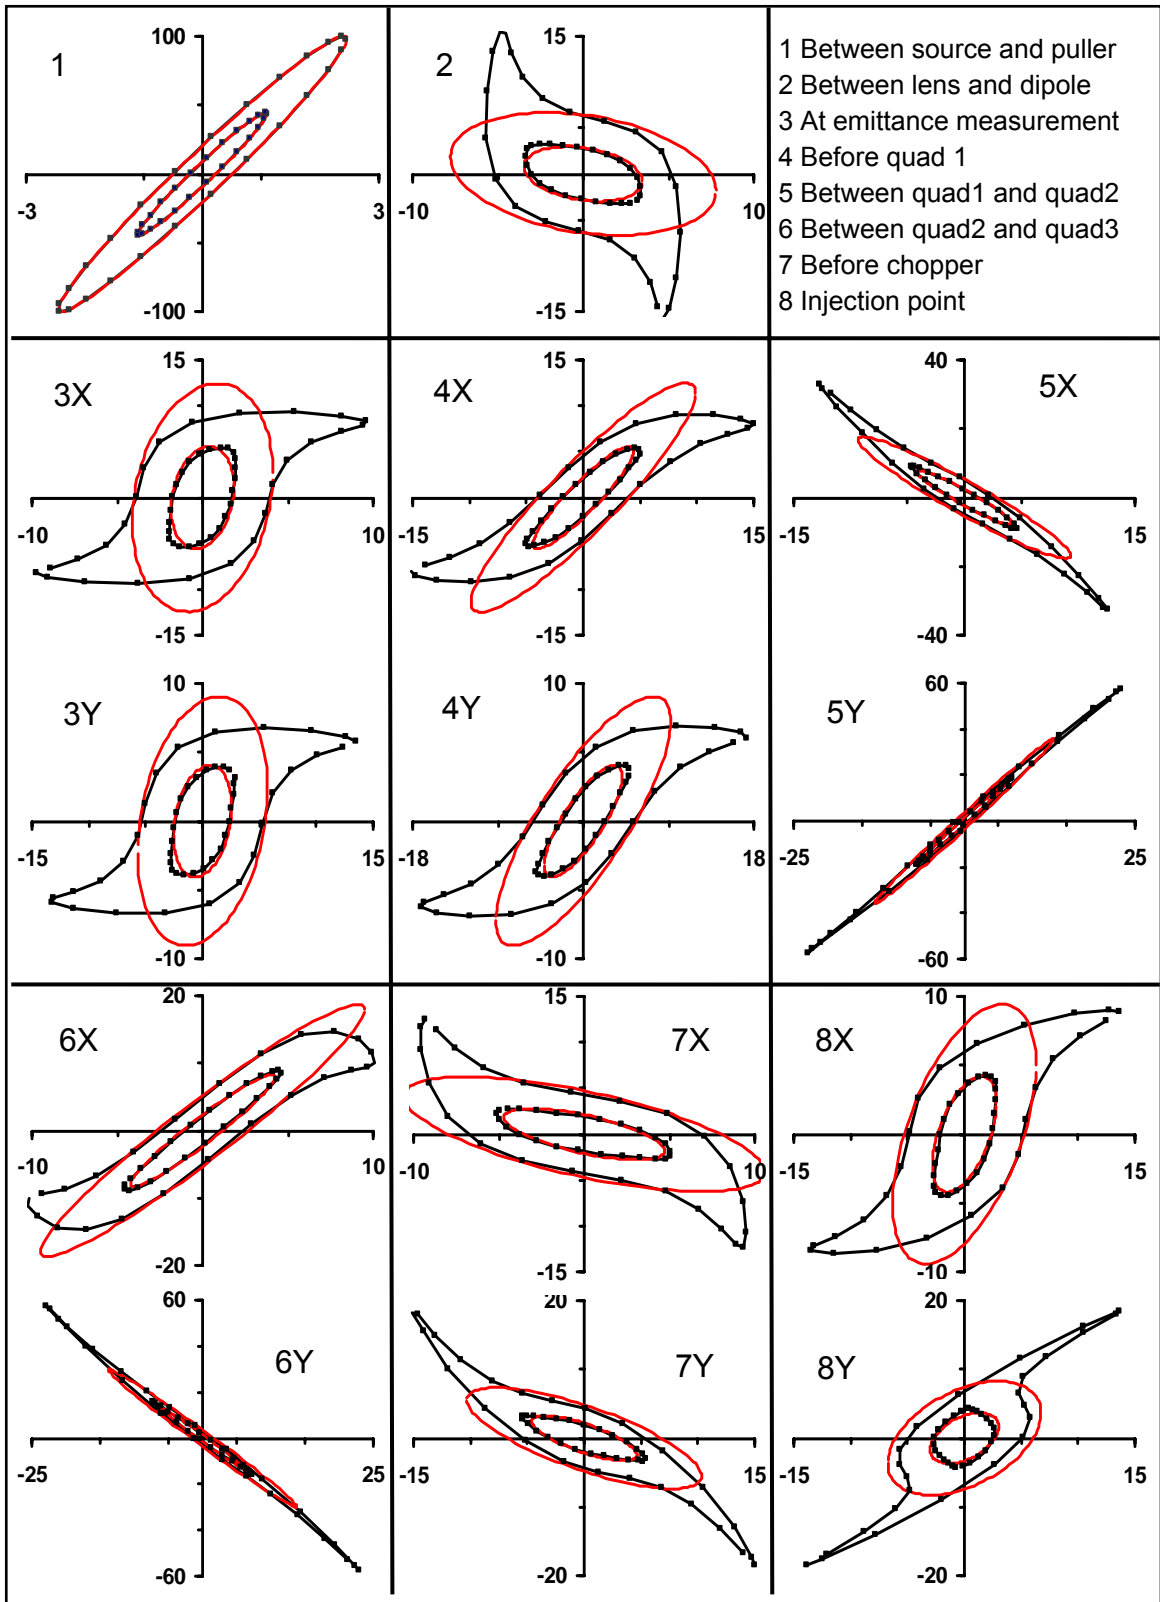 1
100
-3
3
-100
2
15
-10
10
-15
1 Between source and puller
2 Between lens and dipole
3 At emittance measurement
4 Before quad 1
5 Between quad1 and quad2
6 Between quad2 and quad3
7 Before chopper
8 Injection point
3X
15
-10
10
-15
4X
15
-15
15
-15
5X
40
-15
15
-40
3Y
10
-15
15
-10
4Y
10
-18
18
-10
5Y
60
-25
25
-60
6X
20
-10
10
-20
7X
15
-10
10
-15
8X
10
-15
15
-10
6Y
60
-25
25
-60
7Y
20
-15
15
-20
8Y
20
-15
15
-20